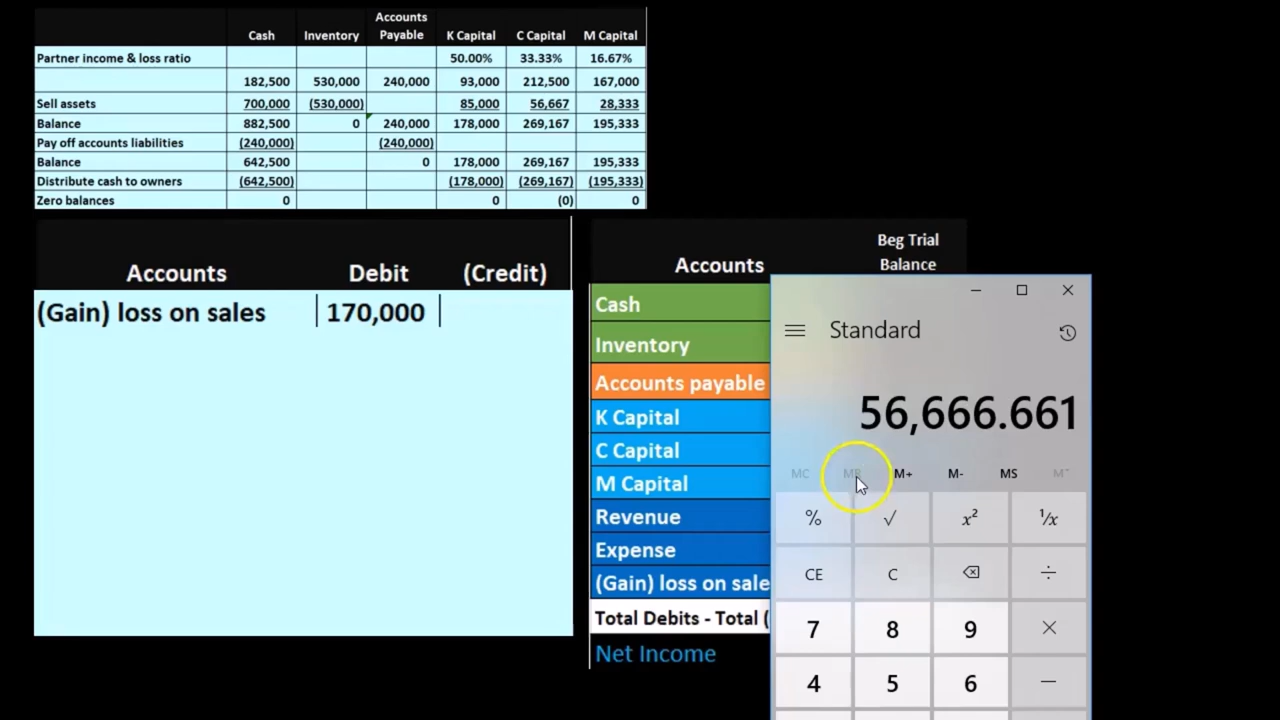 Cash Inventory Accounts Payable K Capital C Capital M Capital
Partner income & loss ratio 50.00% 33.33% 16.67%
182,500 530,000 240,000 93,000 212,500 167,000
Sell assets 700,000 (530,000) 85,000 56,667 28,333
Balance 882,500 0 240,000 178,000 269,167 195,333
Pay off accounts liabilities (240,000) (240,000)
Balance 642,500 0 178,000 269,167 195,333
Distribute cash to owners (642,500) (178,000) (269,167) (195,333)
Zero balances 0 0 (0) 0
Accounts Debit (Credit)
(Gain) loss on sales 170,000
Accounts Beg Trial Balance
Cash
Inventory
Accounts payable
K Capital
C Capital
M Capital
Revenue
Expense
(Gain) loss on sale
Total Debits - Total (
Net Income
Standard
56,666.661
MC MR M+ M- MS M˅
% √ x² ¹/x
CE C ÷
7 8 9 ×
4 5 6 −